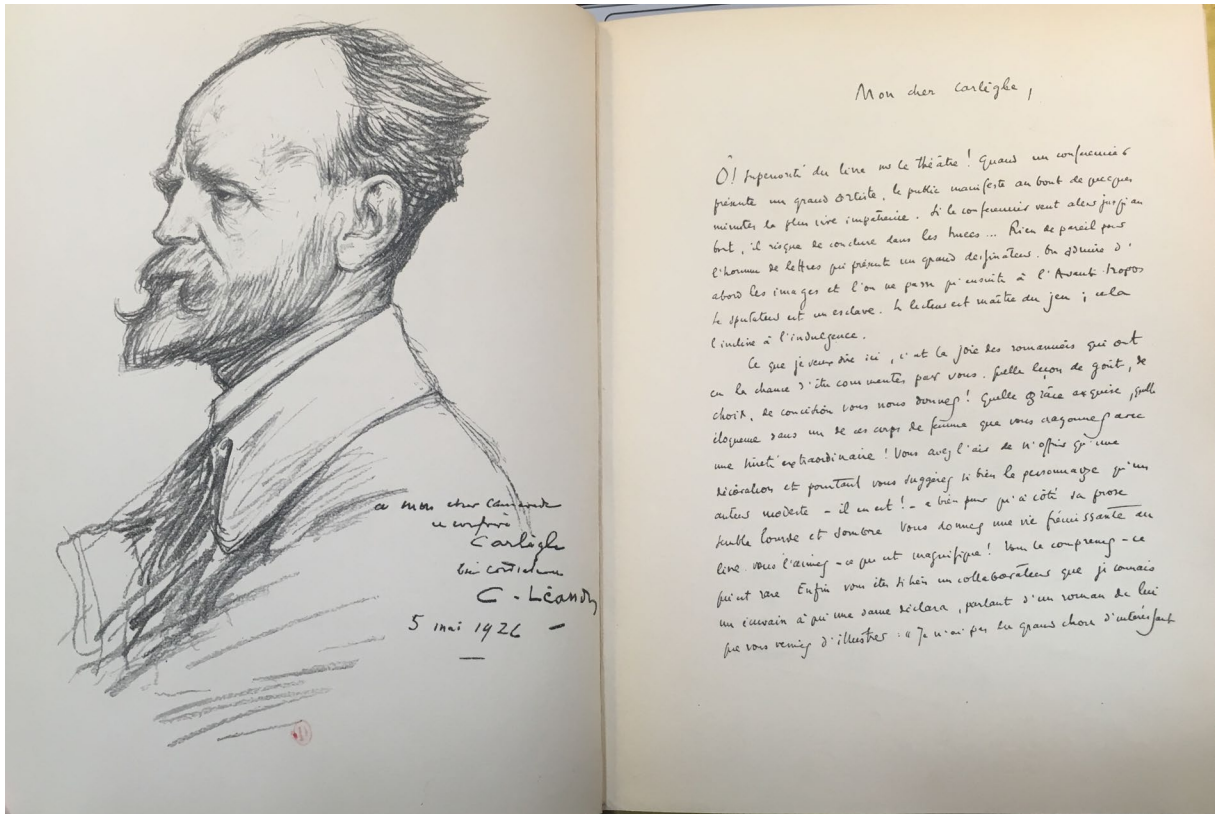 a mon cher camarade
et confrère
Carlègle
bien cordialement
C. Léandre
5 mai 1926
Mon cher Carlègle,
Ô! Supériorité du livre sur le théâtre! Quand un conférencier
présente un grand artiste, le public manifeste au bout de quelques
minutes la plus vive impatience. Si le conférencier veut aller jusqu'au
bout, il risque de conclure dans les huées... Rien de pareil pour
l'homme de lettres qui présente un grand dessinateur. On admire d'
abord les images et l'on ne passe qu'ensuite à l'Avant-propos
Le spectateur est un esclave. Le lecteur est maître du jeu; cela
l'incline à l'indulgence.
Ce que je veux dire ici, c'est la joie des romanciers qui ont
eu la chance d'être commentés par vous. Quelle leçon de goût, de
choix, de concision vous nous donnez! Quelle grâce exquise, quelle
éloquence dans un de ces corps de femme que vous crayonnez avec
une sûreté extraordinaire! Vous avez l'air de n'offrir qu'une
décoration et pourtant vous suggérez si bien le personnage qu'un
auteur modeste - il en est! - a bien peur qu'à côté sa prose
semble lourde et sombre. Vous donnez une vie frémissante au
livre. Vous l'aimez - ce qui est magnifique! Vous le comprenez - ce
qui est rare. Enfin vous êtes si bien un collaborateur que je connais
un écrivain à qui une dame déclara, parlant d'un roman de lui
que vous veniez d'illustrer: "Je n'ai pas lu grand chose d'intéressant